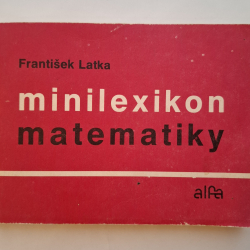 František Latka
minilexikon
matematiky
alfa